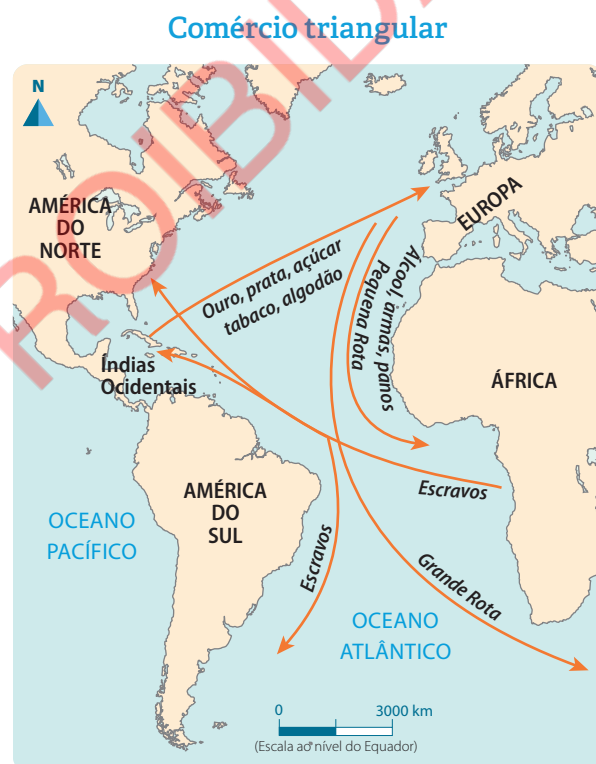 Comércio triangular
ROIBIDA
N
AMÉRICA
DO
NORTE
EUROPA
Ouro, prata, açúcar
tabaco, algodão
Álcool, armas, panos
Pequena Rota
Índias
Ocidentais
ÁFRICA
Escravos
AMÉRICA
DO
SUL
OCEANO
PACÍFICO
Escravos
Grande Rota
OCEANO
ATLÂNTICO
0 3000 km
(Escala ao nível do Equador)